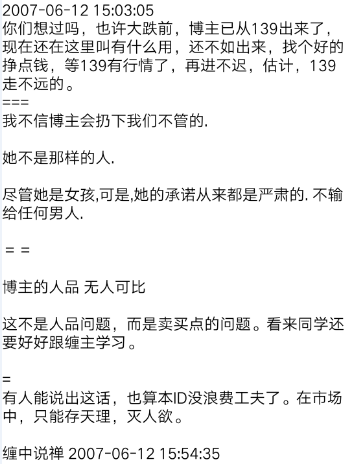 2007-06-12 15:03:05
你们想过吗，也许大跌前，博主已从139出来了，
现在还在这里叫有什么用，还不如出来，找个好的
挣点钱，等139有行情了，再进不迟，估计，139
走不远的。
===
我不信博主会扔下我们不管的.
她不是那样的人.
尽管她是女孩,可是,她的承诺从来都是严肃的. 不输
给任何男人.
= =
博主的人品 无人可比
这不是人品问题，而是卖买点的问题。看来同学还
要好好跟缠主学习。
=
有人能说出这话，也算本ID没浪费工夫了。在市场
中，只能存天理，灭人欲。
缠中说禅 2007-06-12 15:54:35